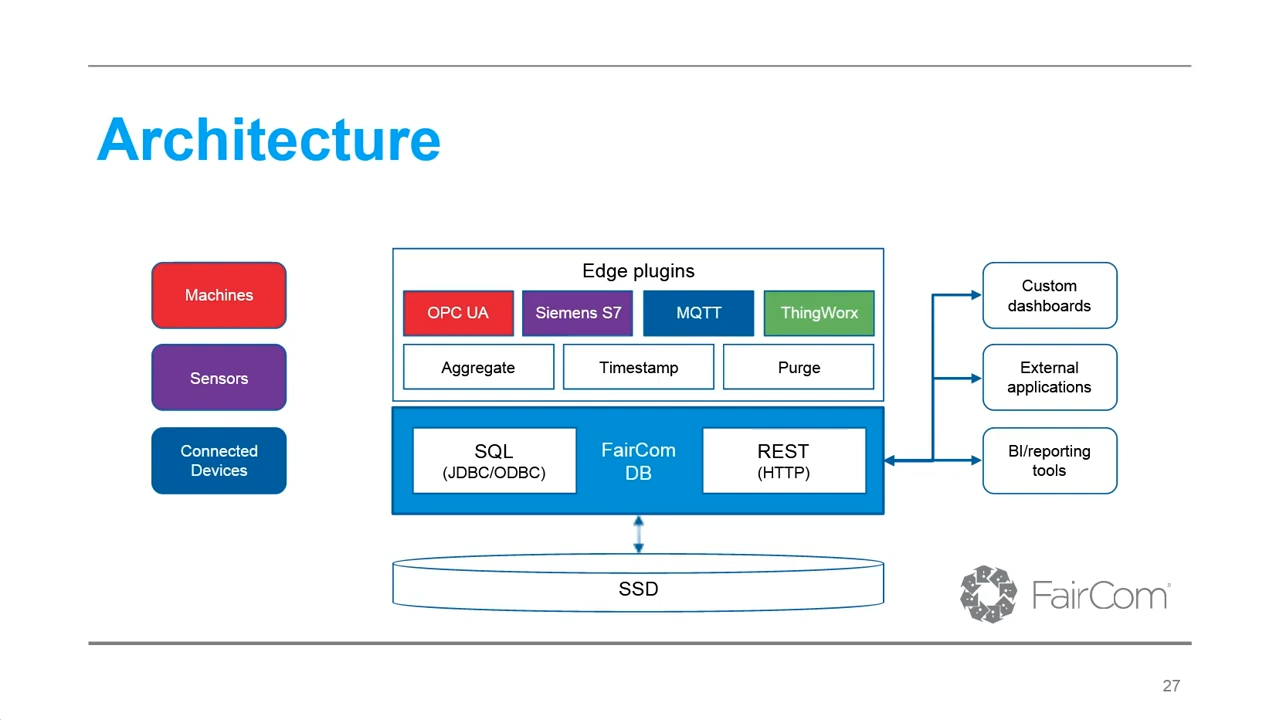 Architecture
Machines
Sensors
Connected
Devices
Edge plugins
OPC UA
Siemens S7
MQTT
ThingWorx
Aggregate
Timestamp
Purge
SQL
(JDBC/ODBC)
FairCom
DB
REST
(HTTP)
SSD
Custom
dashboards
External
applications
BI/reporting
tools
FairCom
27